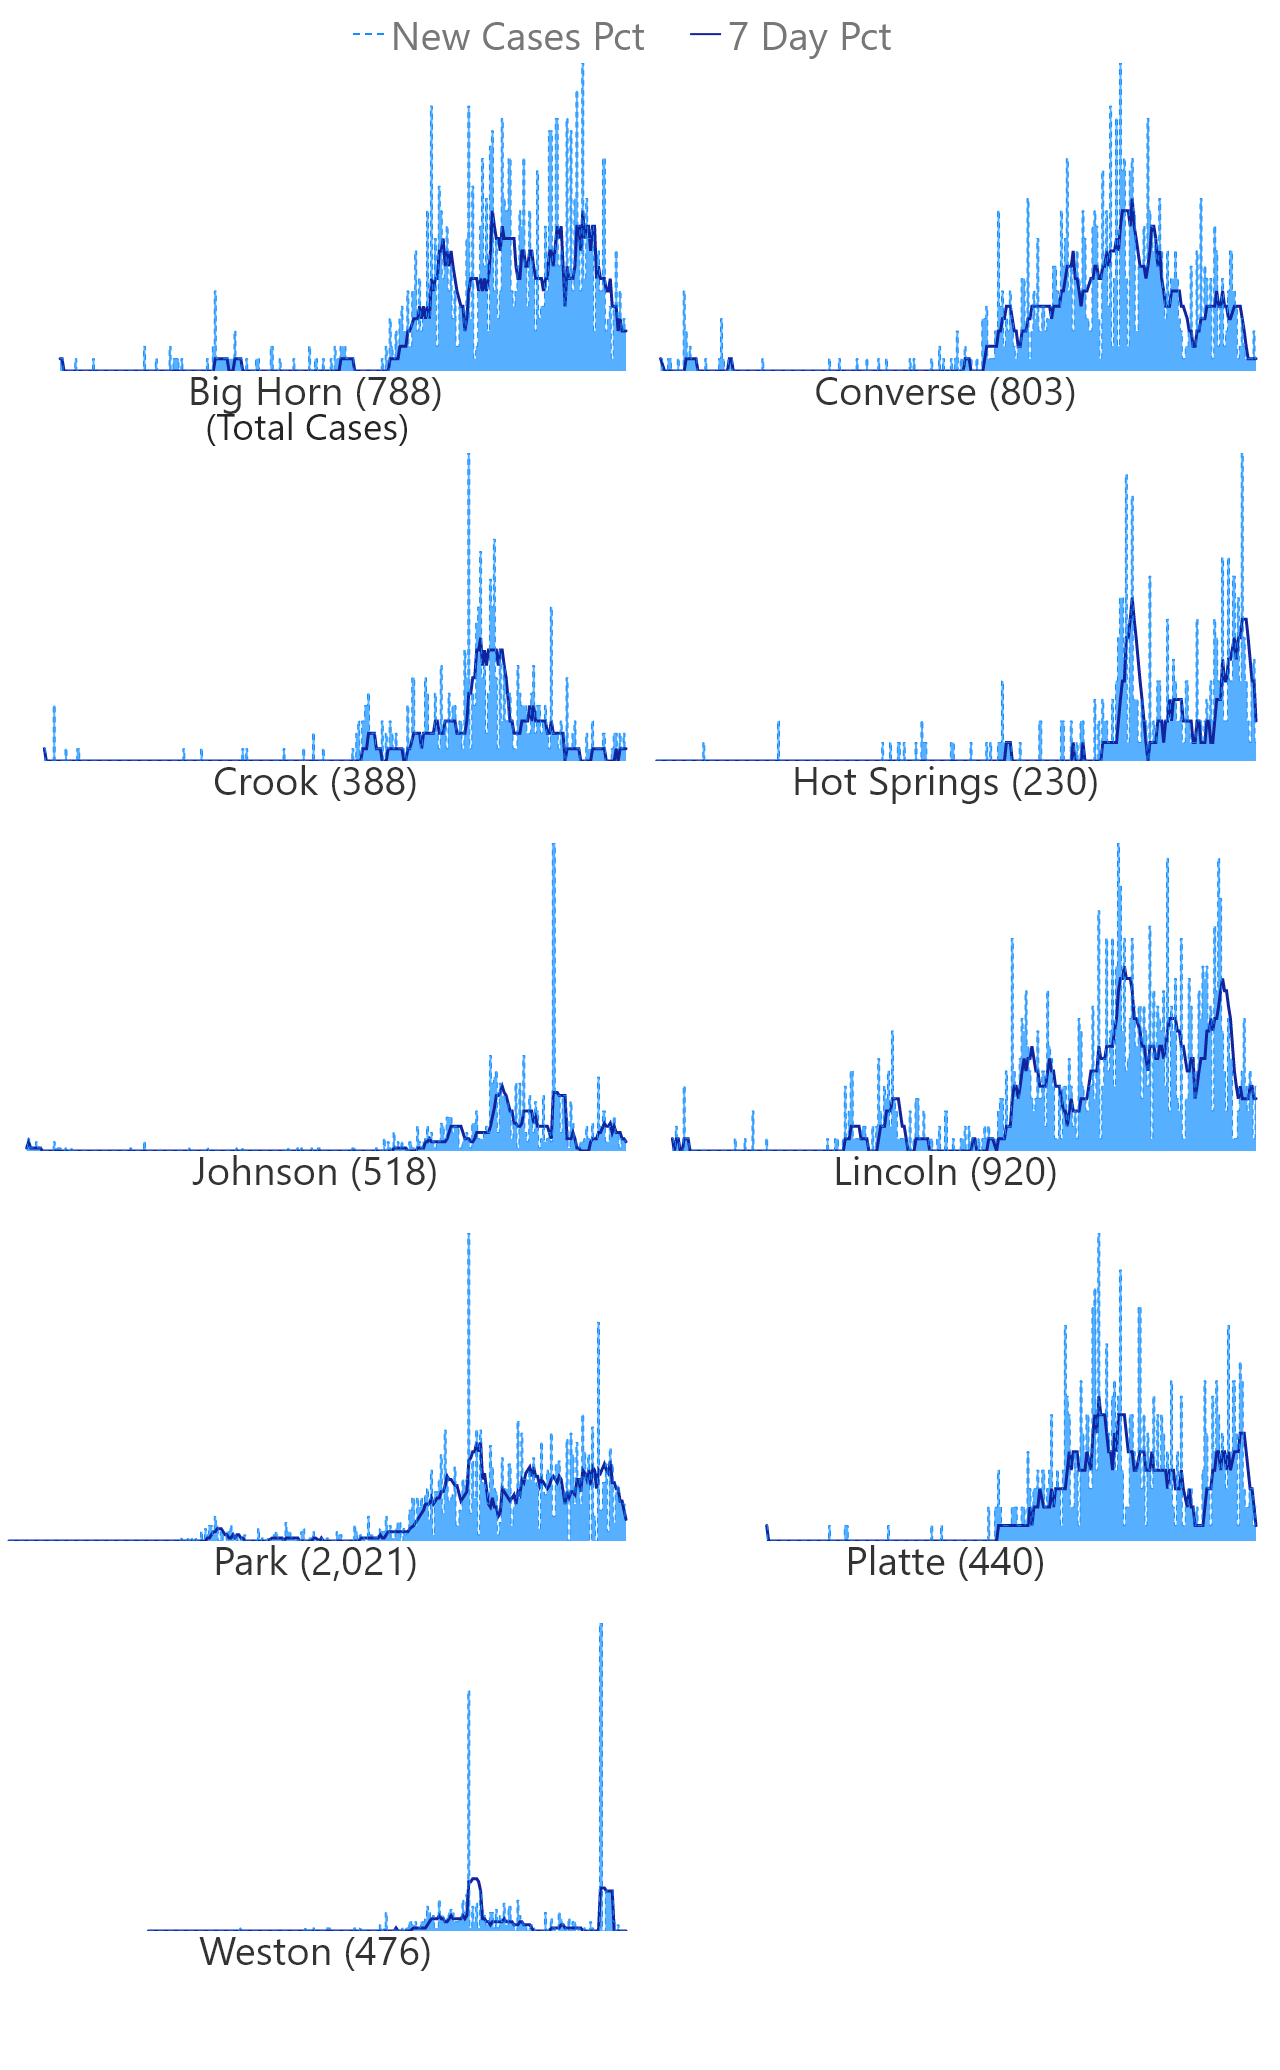 New Cases Pct 7 Day Pct
Big Horn (788) Converse (803)
(Total Cases)
Crook (388) Hot Springs (230)
Johnson (518) Lincoln (920)
Park (2,021) Platte (440)
Weston (476)